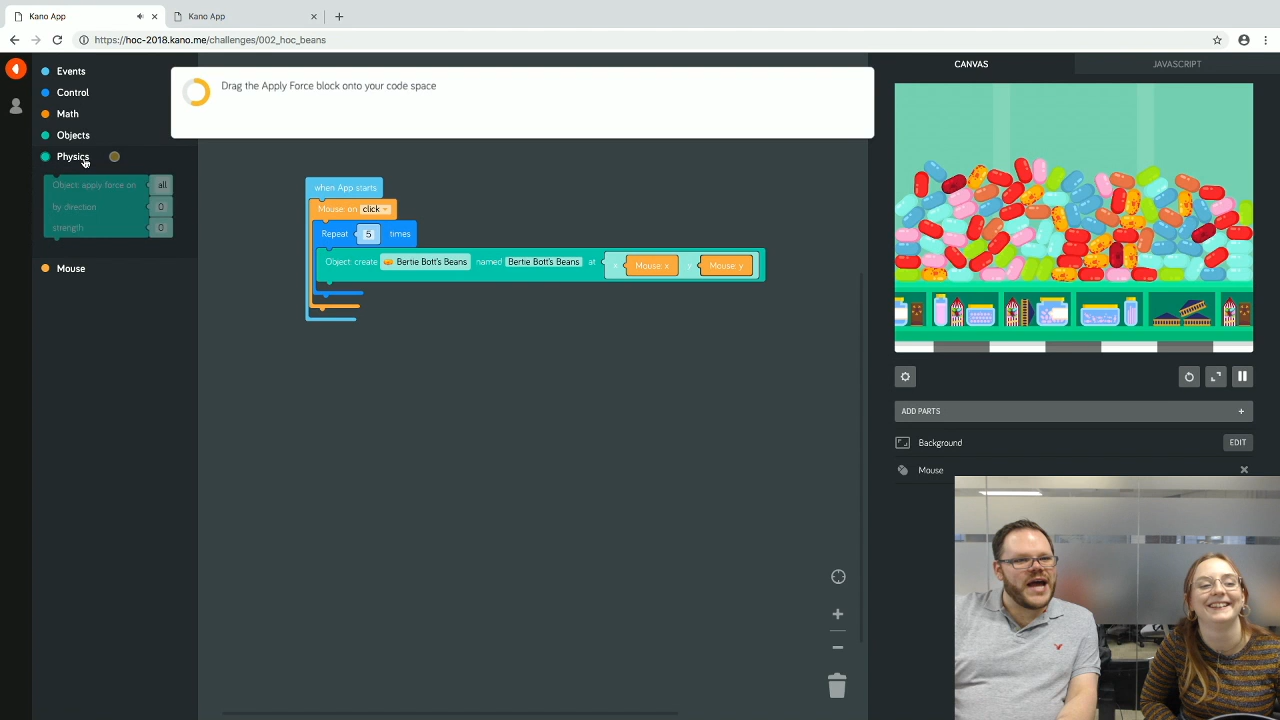 Kano App
Kano App
https://hoc-2018.kano.me/challenges/002_hoc_beans
Events
Control
Math
Objects
Physics
Object: apply force on all
by direction 0
strength 0
Mouse
Drag the Apply Force block onto your code space
when App starts
Mouse: on click
Repeat 5 times
Object: create Bertie Bott's Beans named Bertie Bott's Beans at x Mouse: x y Mouse: y
CANVAS
JAVASCRIPT
ADD PARTS +
Background
EDIT
Mouse